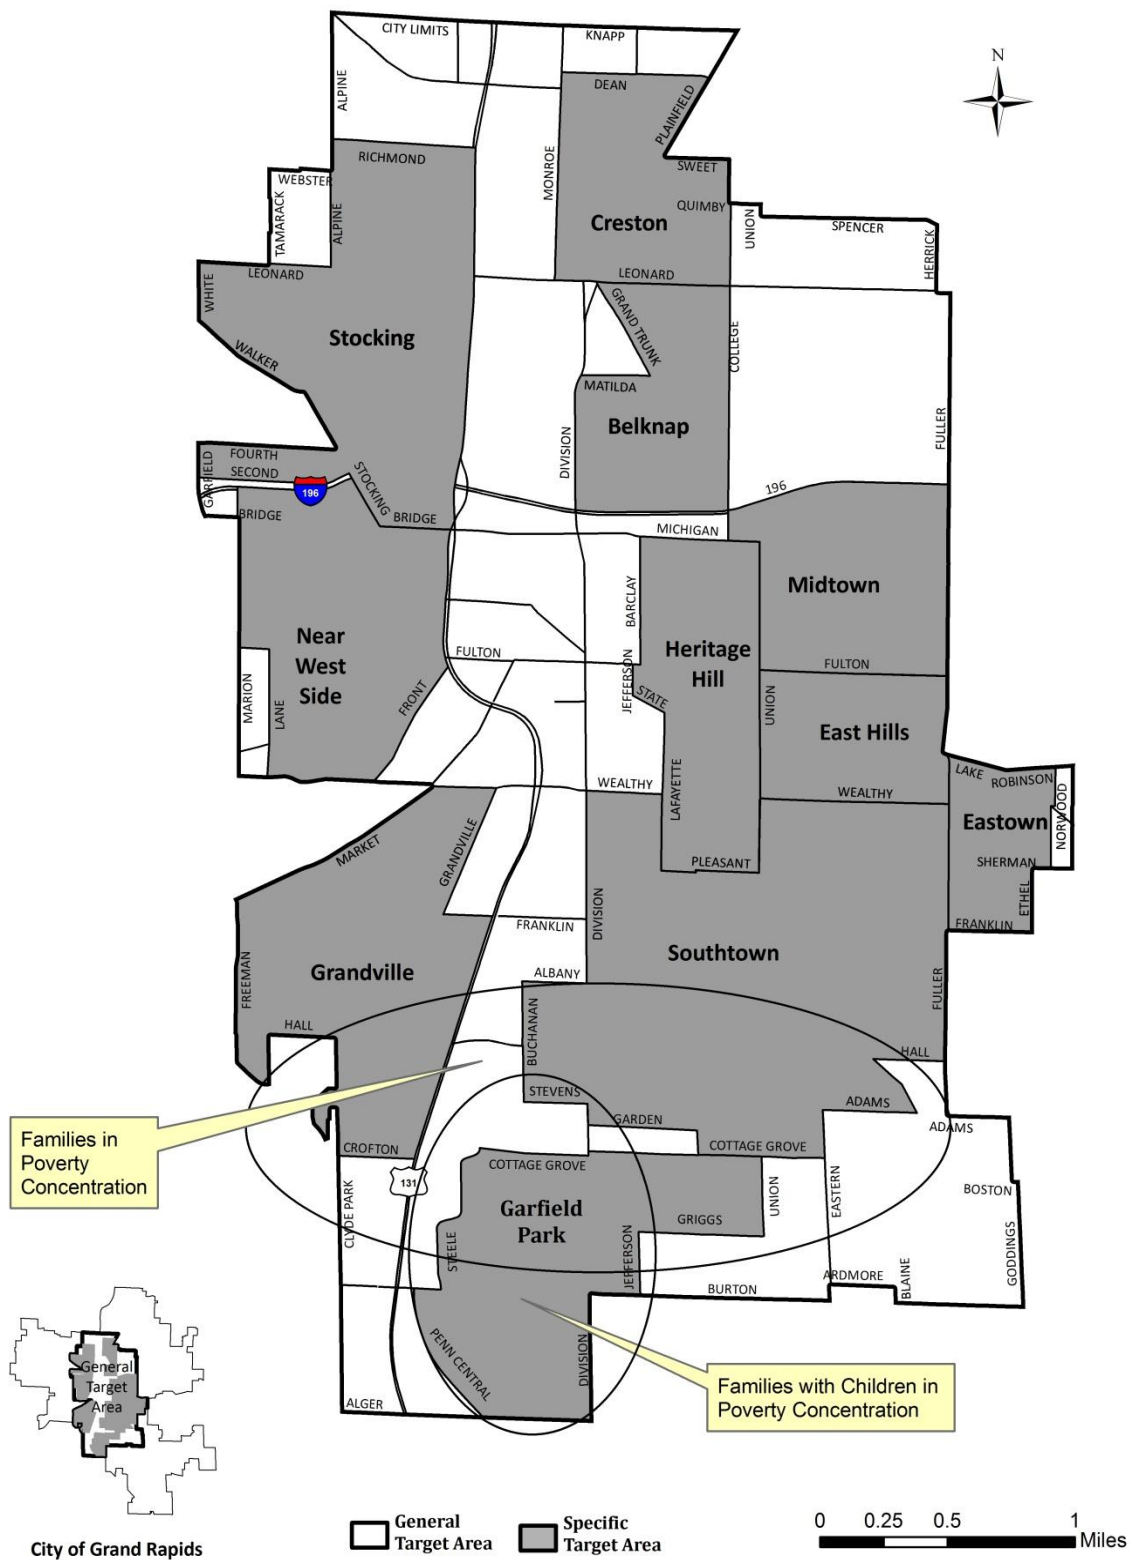 CITY LIMITS
KNAPP
N
ALPINE
DEAN
PLAINFIELD
RICHMOND
MONROE
SWEET
WEBSTER
TAMARACK
ALPINE
QUIMBY
UNION
SPENCER
HERRICK
Creston
LEONARD
LEONARD
WHITE
GRAND TRUNK
Stocking
WALKER
COLLEGE
MATILDA
FULLER
Belknap
DIVISION
FOURTH
SECOND
GARFIELD
STOCKING
196
196
BRIDGE
BRIDGE
MICHIGAN
BARCLAY
Midtown
Near
West
Side
Heritage
Hill
FULTON
FULTON
JEFFERSON
STATE
MARION
LANE
FRONT
UNION
East Hills
LAKE
ROBINSON
WEALTHY
LAFAYETTE
WEALTHY
NORWOOD
Eastown
MARKET
GRANDVILLE
PLEASANT
SHERMAN
ETHEL
FRANKLIN
DIVISION
FRANKLIN
Southtown
Grandville
ALBANY
FREEMAN
FULLER
HALL
BUCHANAN
HALL
STEVENS
GARDEN
ADAMS
ADAMS
Families in
Poverty
Concentration
CROFTON
COTTAGE GROVE
COTTAGE GROVE
131
CLYDE PARK
UNION
EASTERN
BOSTON
Garfield
Park
GRIGGS
STEELE
JEFFERSON
BURTON
ARDMORE
BLAINE
GODDINGS
PENN CENTRAL
DIVISION
ALGER
Families with Children in
Poverty Concentration
General
Target
Area
City of Grand Rapids
General
Target Area
Specific
Target Area
0 0.25 0.5 1
Miles